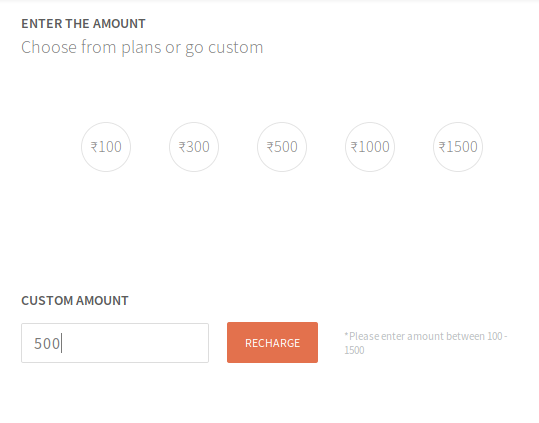 ENTER THE AMOUNT
Choose from plans or go custom
₹100 ₹300 ₹500 ₹1000 ₹1500
CUSTOM AMOUNT
500 RECHARGE *Please enter amount between 100 -
1500